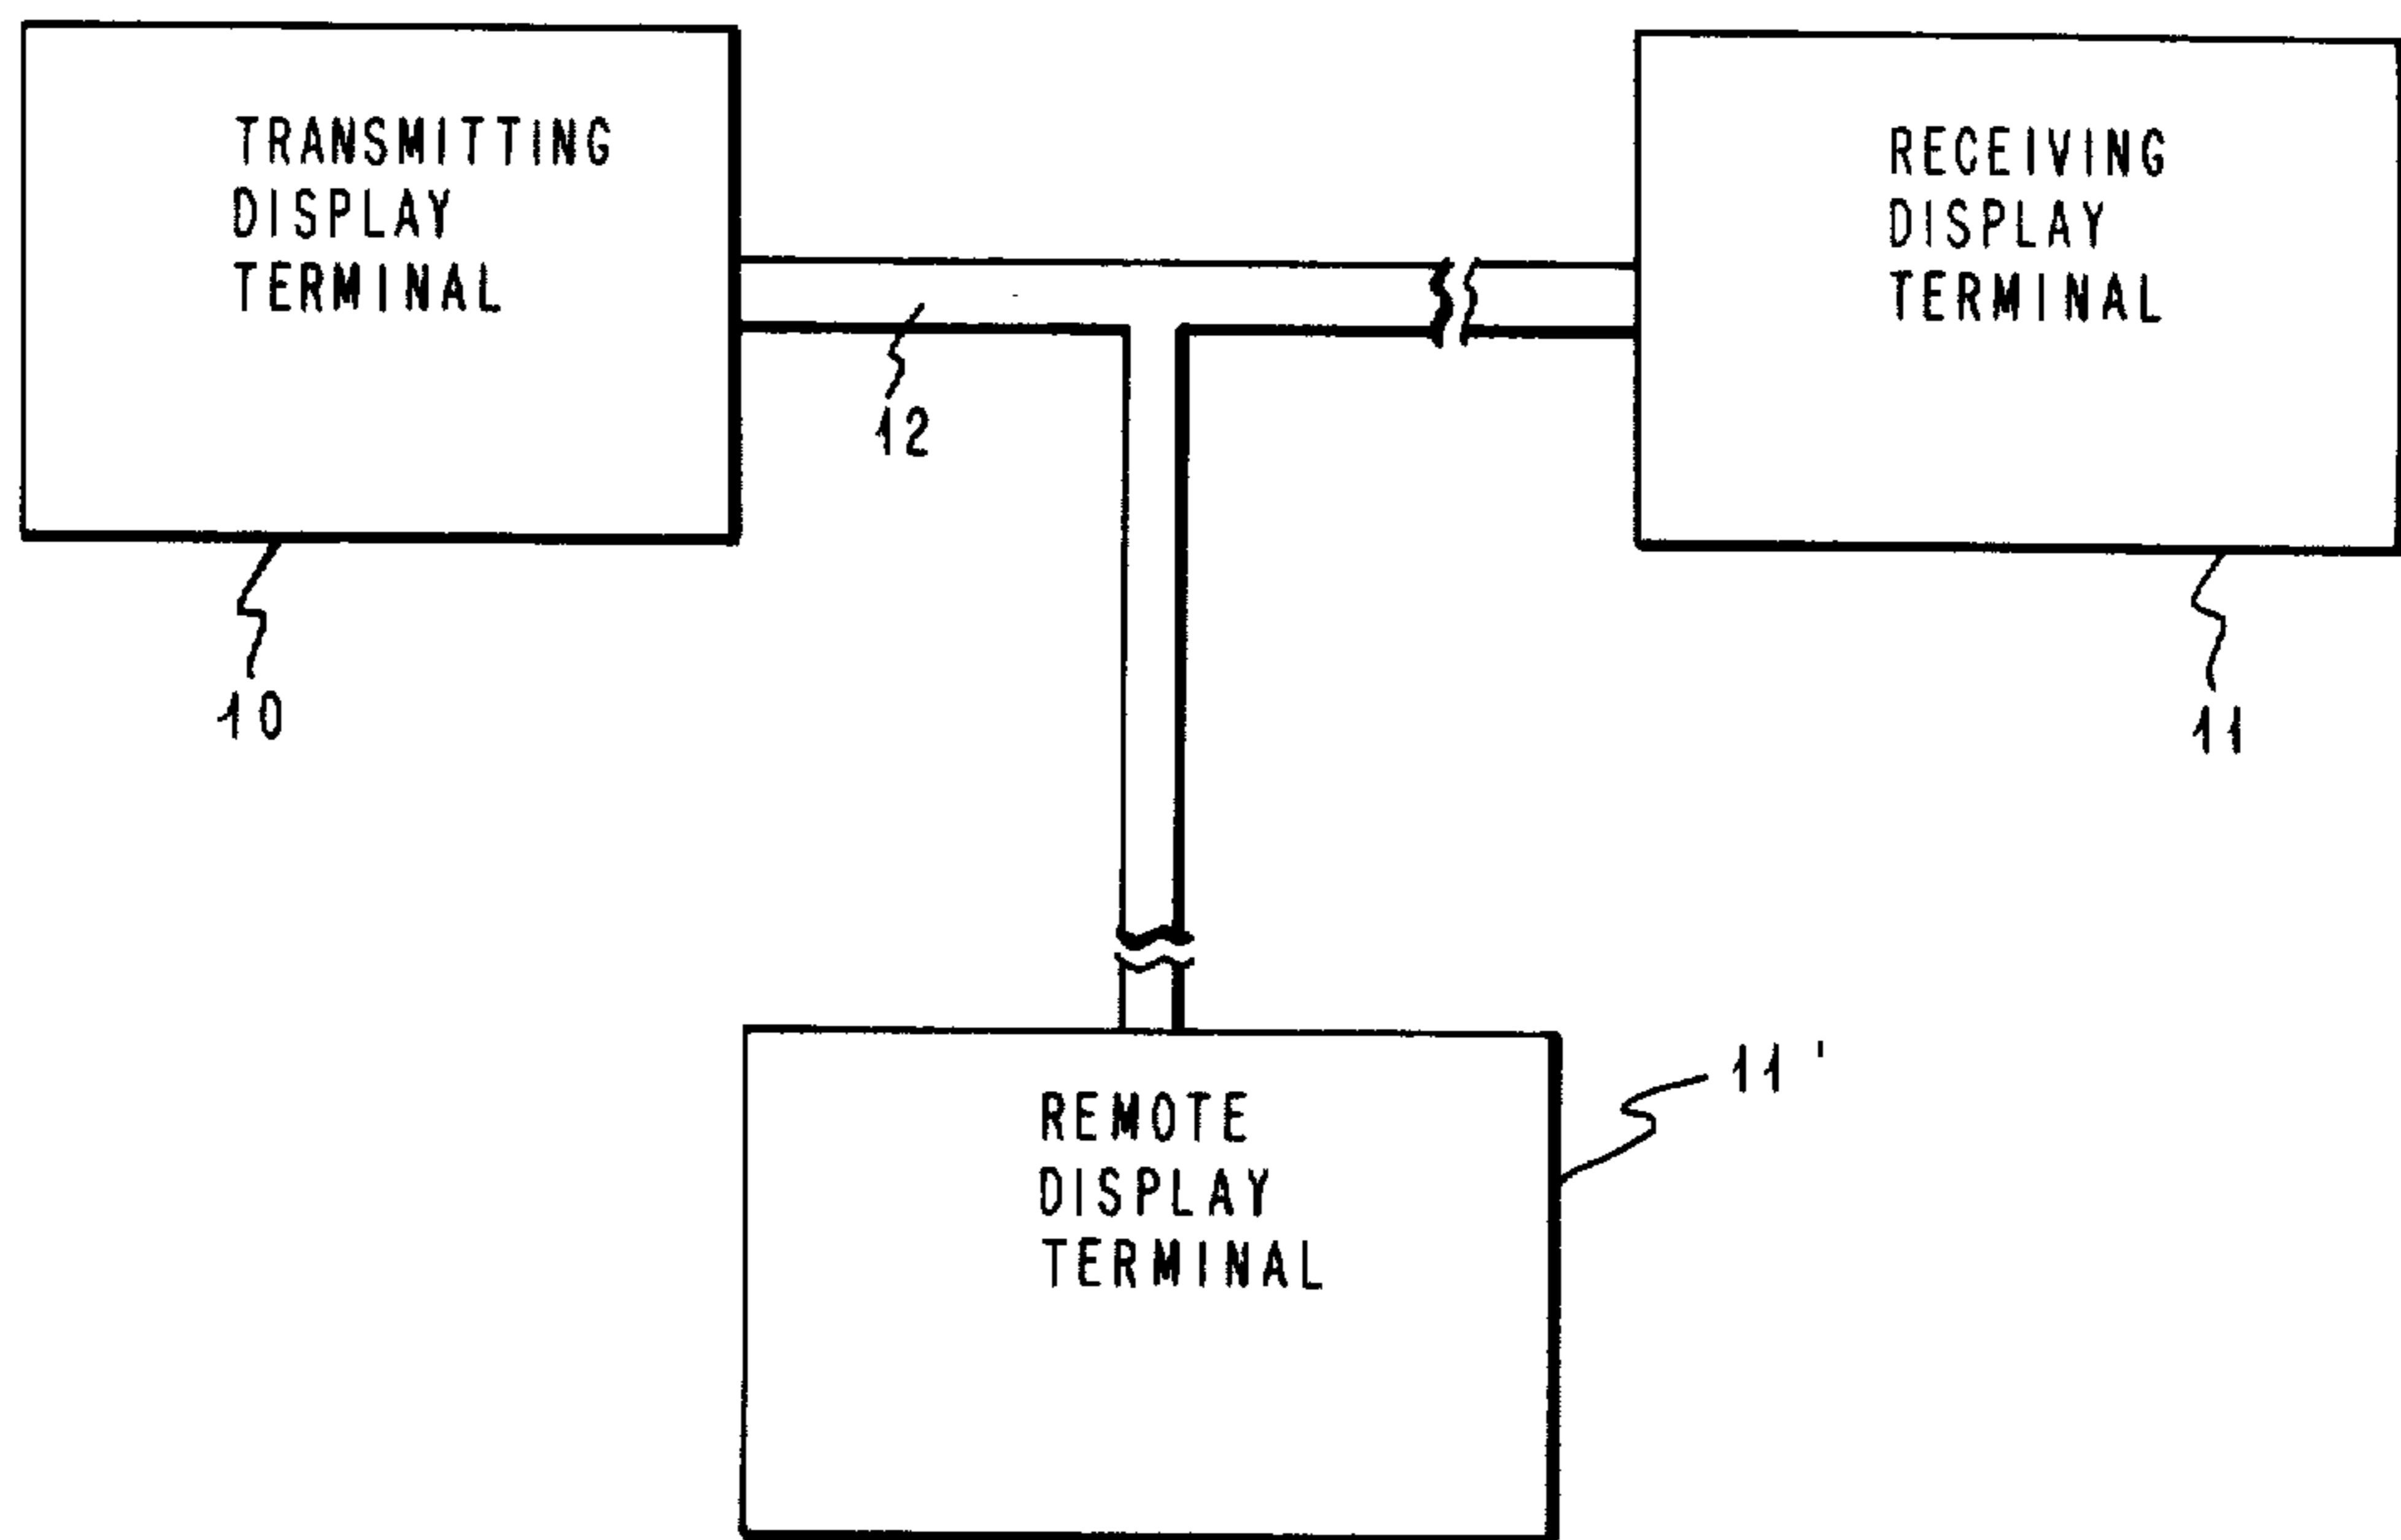 TRANSMITTING
DISPLAY
TERMINAL
RECEIVING
DISPLAY
TERMINAL
12
10
11
REMOTE
DISPLAY
TERMINAL
11'